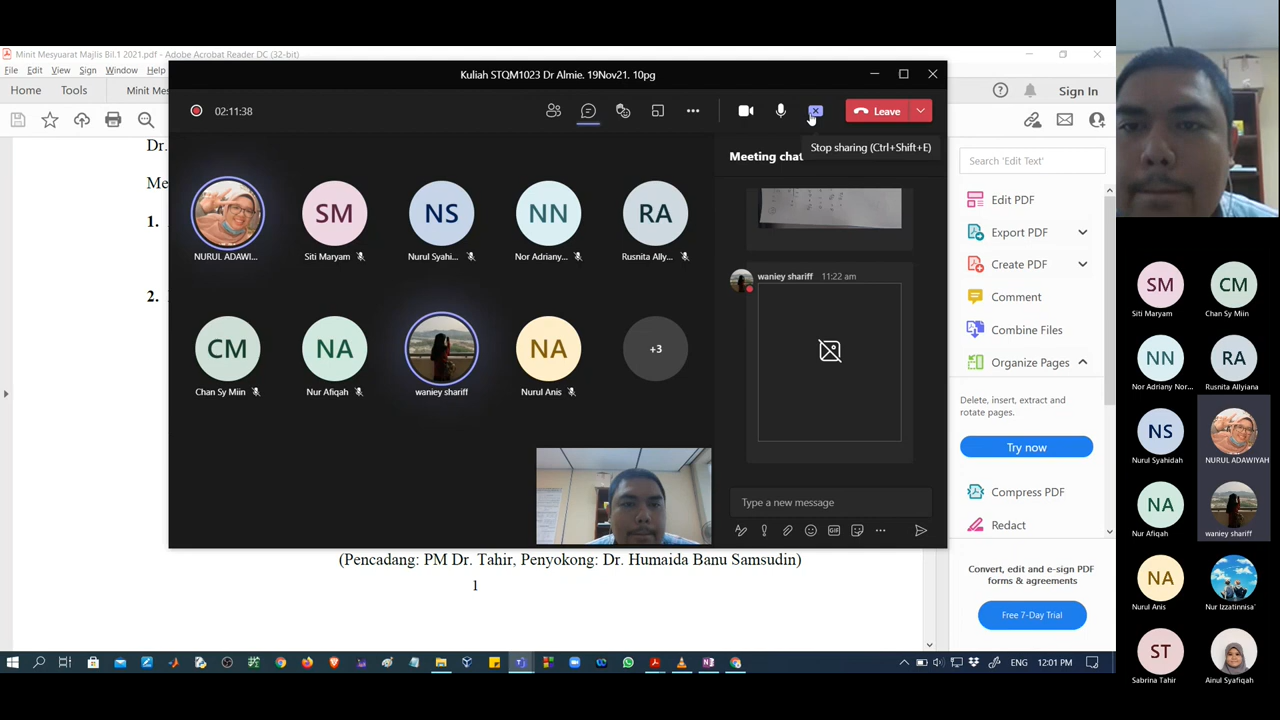 Minit Mesyuarat Majlis Bil.1 2021.pdf - Adobe Acrobat Reader DC (32-bit)
File Edit View Sign Window Help
Home Tools Minit Me
Sign In
Kuliah STQM1023 Dr Almie. 19Nov21. 10pg
02:11:38
Leave
Stop sharing (Ctrl+Shift+E)
Meeting chat
Dr.
Me
1.
2.
NURUL ADAWI...
SM
Siti Maryam
NS
Nurul Syahi...
NN
Nor Adriany...
RA
Rusnita Ally...
CM
Chan Sy Miin
NA
Nur Afiqah
waniey shariff
NA
Nurul Anis
+3
waniey shariff 11:22 am
Type a new message
GIF
(Pencadang: PM Dr. Tahir, Penyokong: Dr. Humaida Banu Samsudin)
1
Search 'Edit Text'
Edit PDF
Export PDF
Create PDF
Comment
Combine Files
Organize Pages
Delete, insert, extract and
rotate pages.
Try now
Compress PDF
Redact
Convert, edit and e-sign PDF
forms & agreements
Free 7-Day Trial
ENG 12:01 PM
SM
Siti Maryam
CM
Chan Sy Miin
NN
Nor Adriany Nor...
RA
Rusnita Allyiana
NS
Nurul Syahidah
NURUL ADAWIYAH
NA
Nur Afiqah
waniey shariff
NA
Nurul Anis
Nur Izzatinnisa'
ST
Sabrina Tahir
Ainul Syafiqah